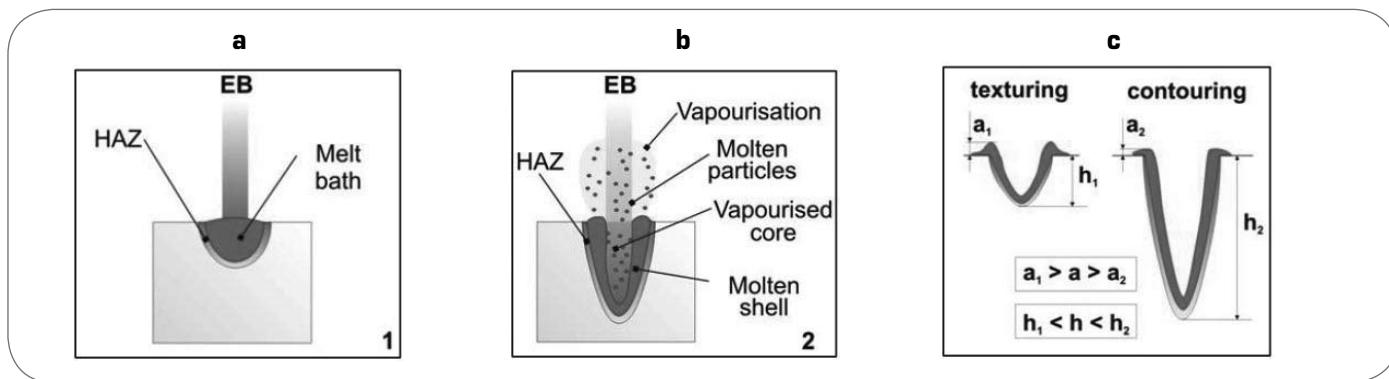 a
EB
HAZ
Melt
bath
1
b
EB
Vapourisation
HAZ
Molten
particles
Vapourised
core
Molten
shell
2
c
texturing
contouring
a₁
a₂
h₁
h₂
a₁ > a > a₂
h₁ < h < h₂